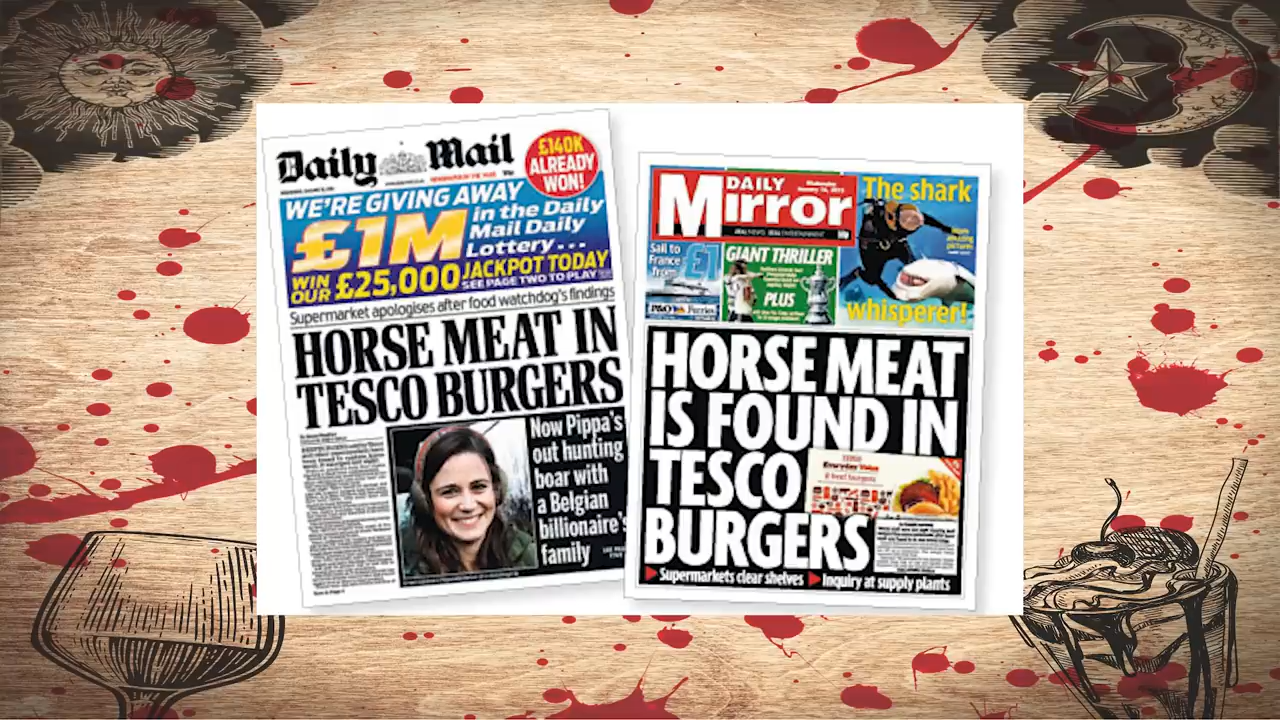 Daily Mail
£140K
ALREADY
WON!
WE'RE GIVING AWAY
£1M
in the Daily
Mail Daily
Lottery...
WIN
OUR
£25,000
JACKPOT TODAY
SEE PAGE TWO TO PLAY
Supermarket apologises after food watchdog's findings
HORSE MEAT IN
TESCO BURGERS
Now Pippa's
out hunting
boar with
a Belgian
billionaire's
family
DAILY
Mirror
The shark
whisperer!
Sail to
France
from £1
P&O Ferries
GIANT THRILLER
PLUS
HORSE MEAT
IS FOUND IN
TESCO
BURGERS
Everyday Value
Supermarkets clear shelves
Inquiry at supply plants